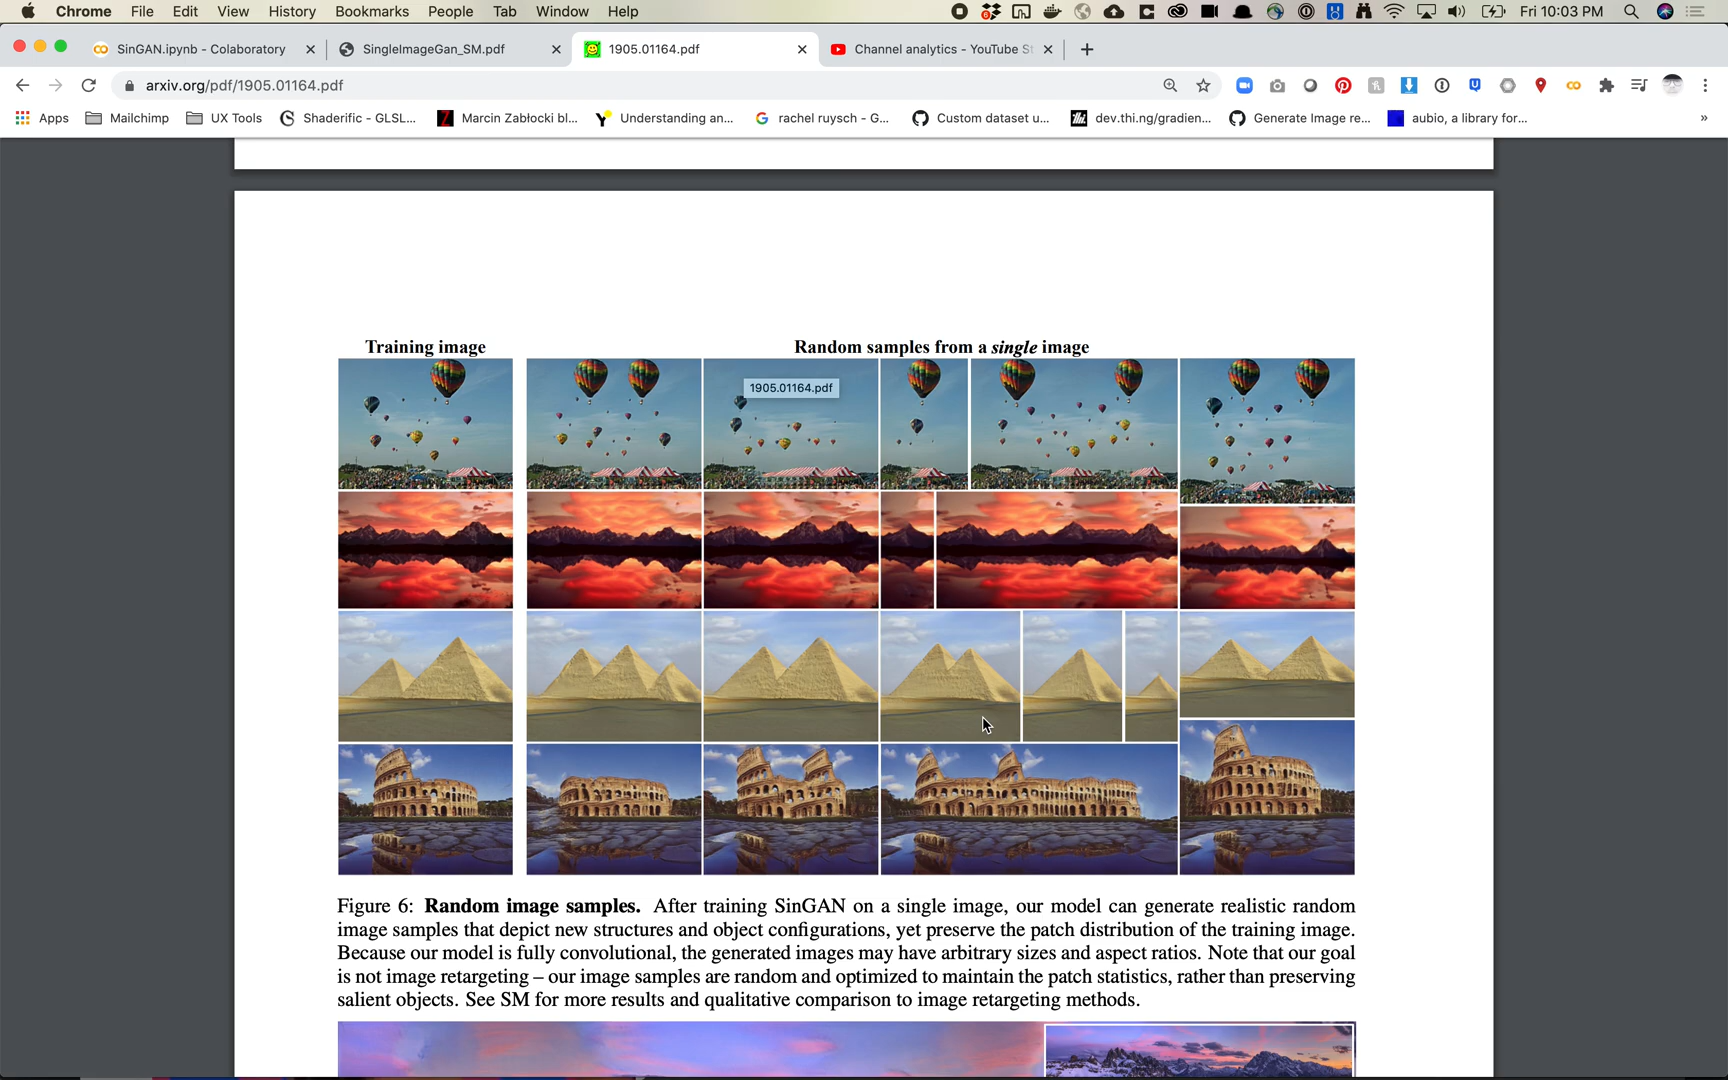 Chrome File Edit View History Bookmarks People Tab Window Help Fri 10:03 PM
SinGAN.ipynb - Colaboratory SingleImageGan_SM.pdf 1905.01164.pdf Channel analytics - YouTube St
arxiv.org/pdf/1905.01164.pdf
Apps Mailchimp UX Tools Shaderific - GLSL... Marcin Zabłocki bl... Understanding an... rachel ruysch - G... Custom dataset u... dev.thi.ng/gradien... Generate Image re... aubio, a library for... »
Training image Random samples from a single image
1905.01164.pdf
Figure 6: Random image samples. After training SinGAN on a single image, our model can generate realistic random
image samples that depict new structures and object configurations, yet preserve the patch distribution of the training image.
Because our model is fully convolutional, the generated images may have arbitrary sizes and aspect ratios. Note that our goal
is not image retargeting – our image samples are random and optimized to maintain the patch statistics, rather than preserving
salient objects. See SM for more results and qualitative comparison to image retargeting methods.